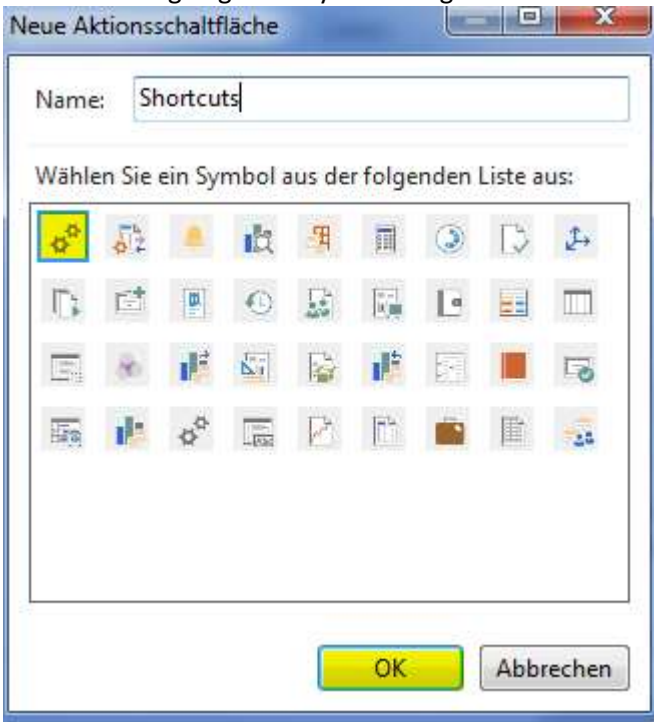 Neue Aktionsschaltfläche
Name: Shortcuts
Wählen Sie ein Symbol aus der folgenden Liste aus:
OK Abbrechen